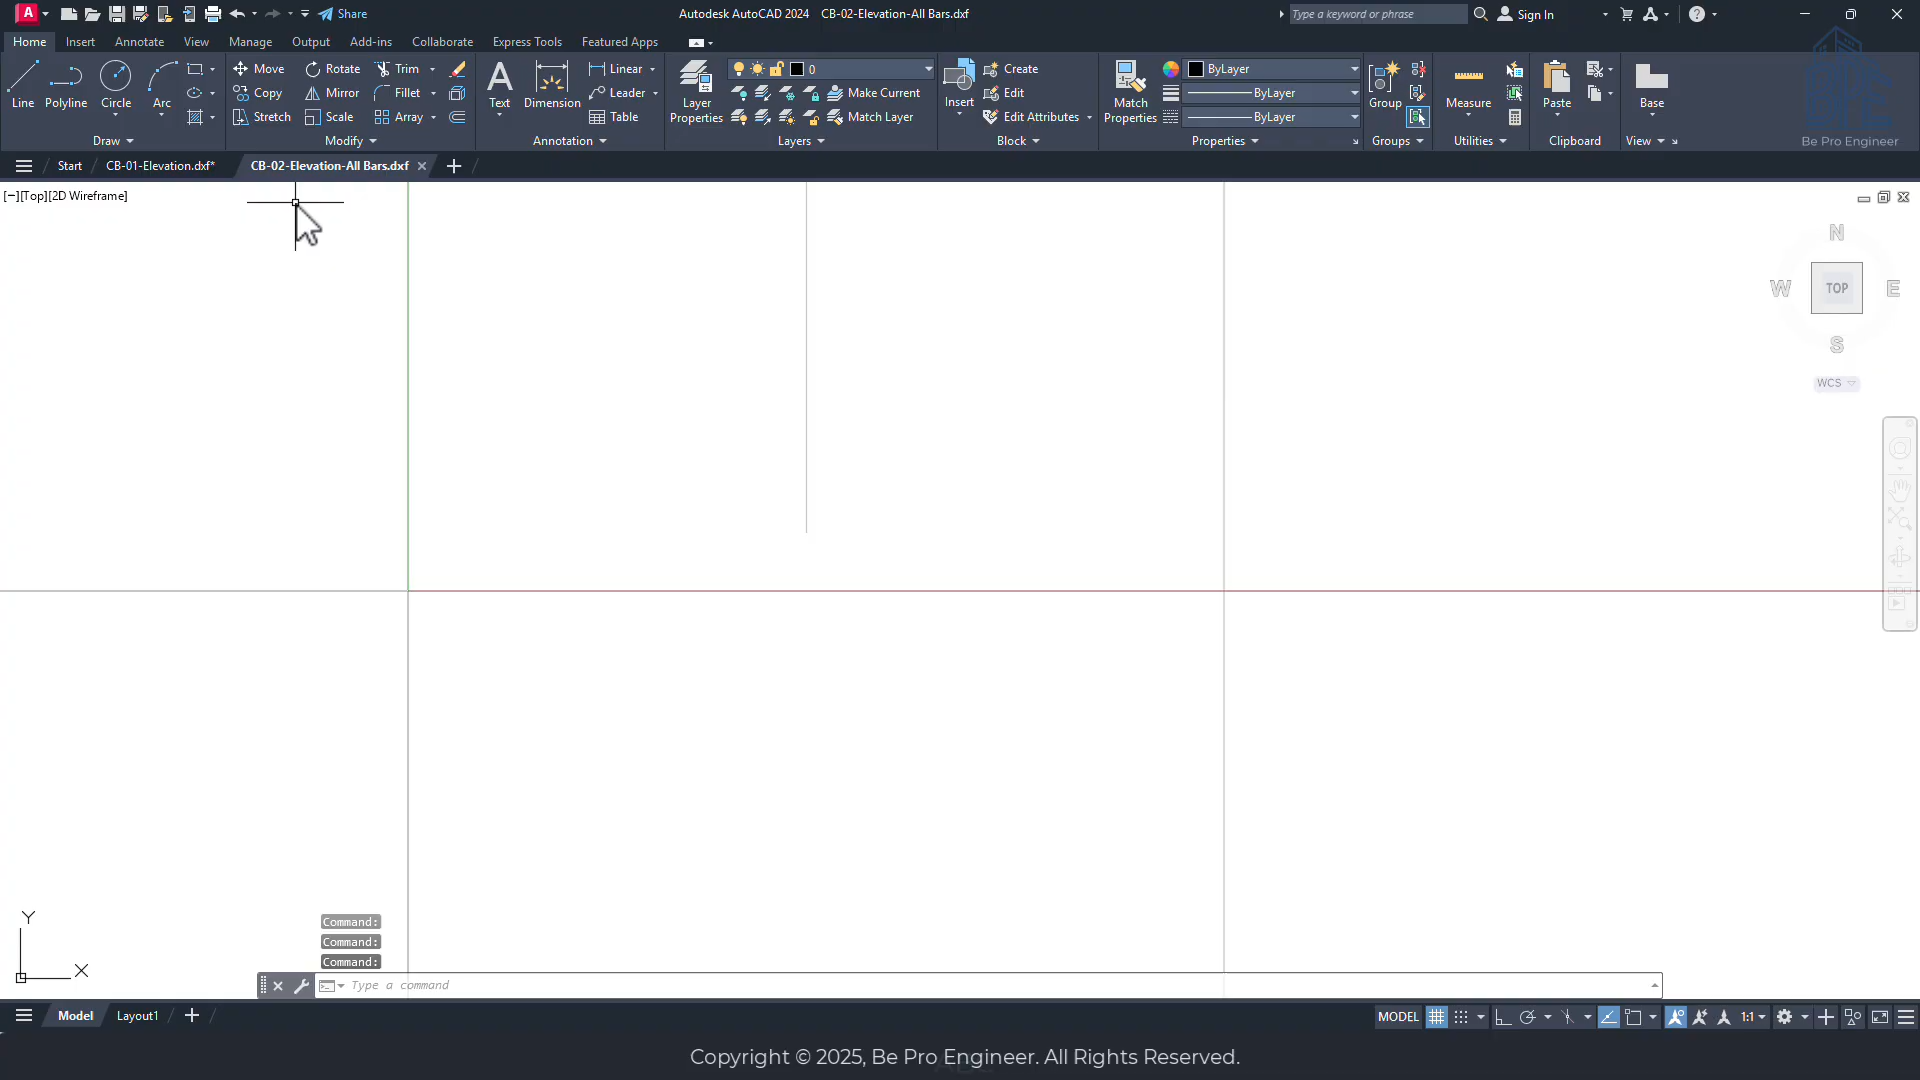 Share
Autodesk AutoCAD 2024 CB-02-Elevation-All Bars.dxf
Type a keyword or phrase
Sign In
Home Insert Annotate View Manage Output Add-ins Collaborate Express Tools Featured Apps
Line Polyline Circle Arc
Draw
Move Rotate Trim
Copy Mirror Fillet
Stretch Scale Array
Modify
Text Dimension
Linear
Leader
Table
Annotation
Layer Properties
0
Make Current
Match Layer
Layers
Insert
Create
Edit
Edit Attributes
Block
Match Properties
ByLayer
ByLayer
ByLayer
Properties
Group
Groups
Measure
Utilities
Paste
Clipboard
Base
View
Be Pro Engineer
Start CB-01-Elevation.dxf* CB-02-Elevation-All Bars.dxf
[−][Top][2D Wireframe]
N
W TOP E
S
WCS
Y
X
Command:
Command:
Command:
Type a command
Model Layout1
MODEL 1:1
Copyright © 2025, Be Pro Engineer. All Rights Reserved.